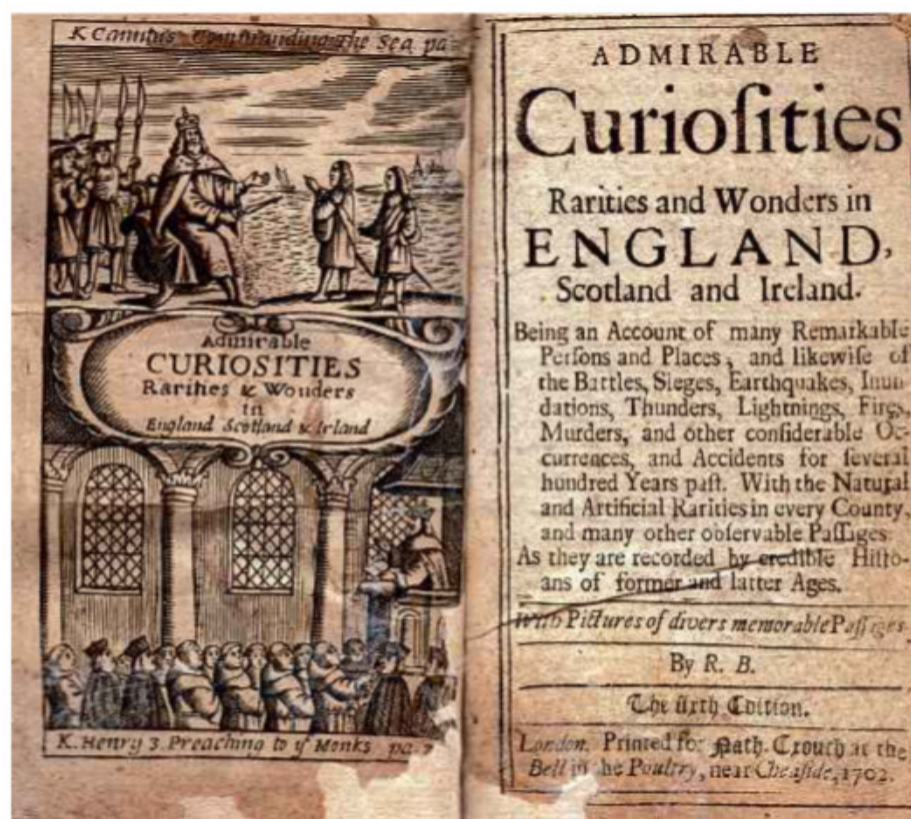 K Canutus Commanding The Sea pa:
Admirable
CURIOSITIES
Rarities & Wonders
in
England Scotland & Irland
K. Henry 3 Preaching to yͤ Monks pa
ADMIRABLE
Curioſities
Rarities and Wonders in
ENGLAND,
Scotland and Ireland.
Being an Account of many Remarkable
Perſons and Places, and likewiſe of
the Battles, Sieges, Earthquakes, Inun-
dations, Thunders, Lightnings, Fires,
Murders, and other conſiderable Oc-
currences, and Accidents for ſeveral
hundred Years paſt. With the Natural
and Artificial Rarities in every County,
and many other obſervable Paſſages
As they are recorded by credible Hiſto-
ans of former and latter Ages.
With Pictures of divers memorable Paſſages
By R. B.
The ſixth Edition.
London, Printed for Nath. Crouch at the
Bell in the Poultry, near Cheaſide, 1702.